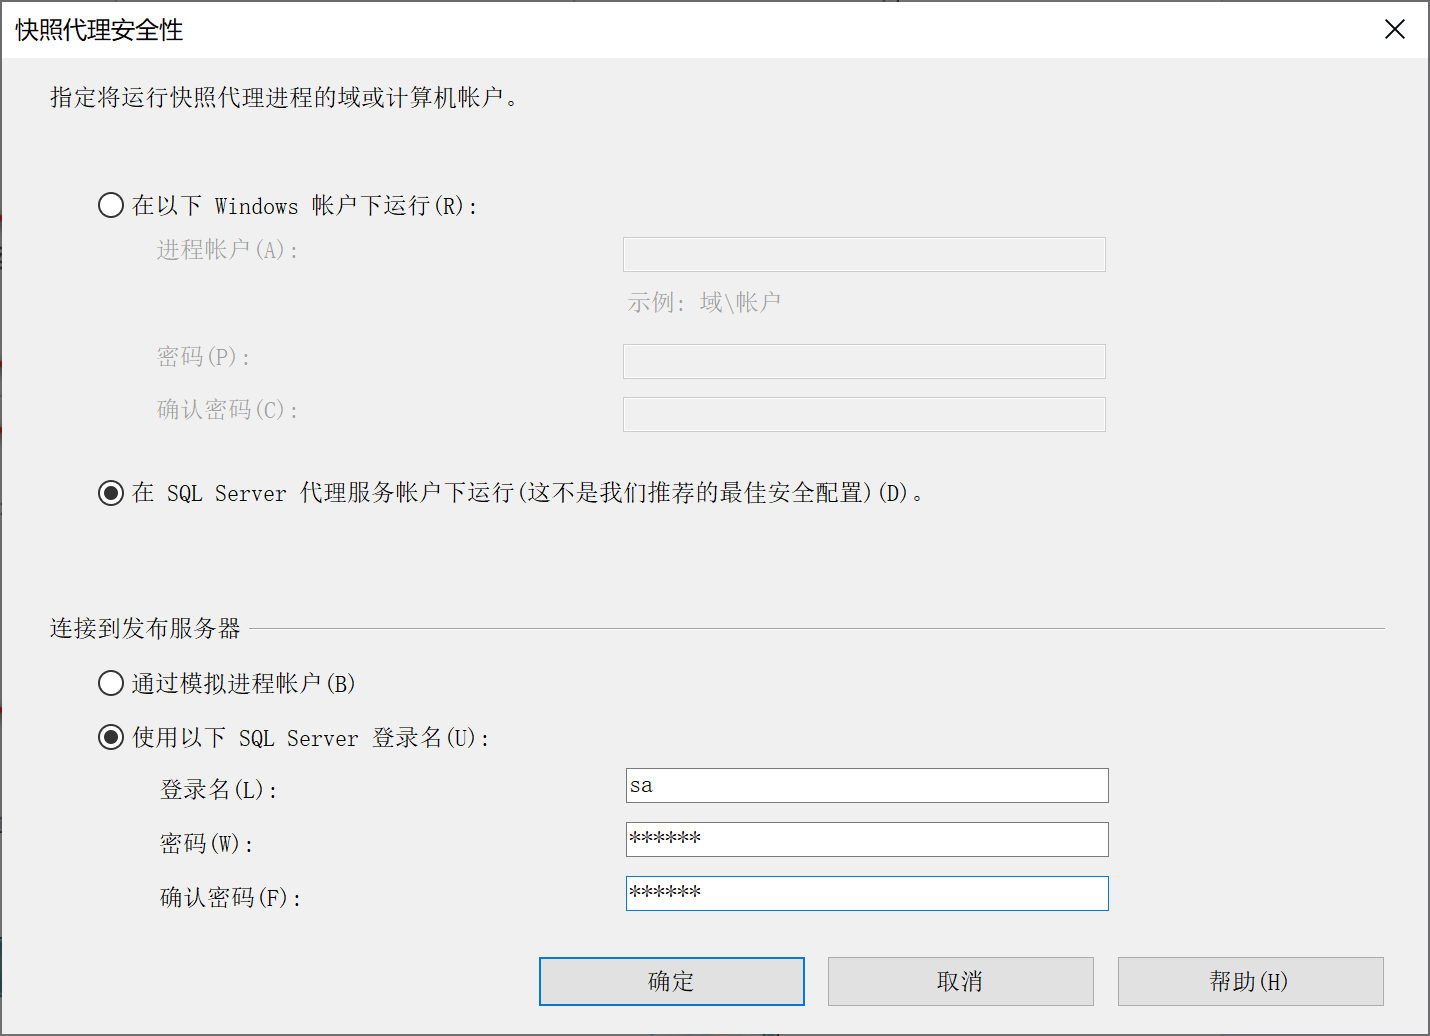 快照代理安全性
指定将运行快照代理进程的域或计算机帐户。
在以下 Windows 帐户下运行(R):
进程帐户(A):
示例: 域\帐户
密码(P):
确认密码(C):
在 SQL Server 代理服务帐户下运行(这不是我们推荐的最佳安全配置)(D)。
连接到发布服务器
通过模拟进程帐户(B)
使用以下 SQL Server 登录名(U):
登录名(L): sa
密码(W): ******
确认密码(F): ******
确定 取消 帮助(H)